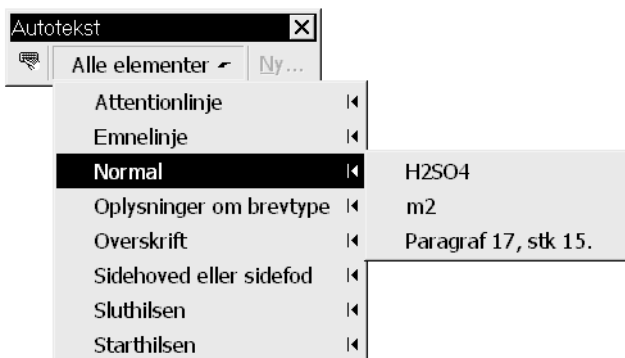 Autotekst
Alle elementer
Ny...
Attentionlinje
Emnelinje
Normal
H2SO4
Oplysninger om brevtype
m2
Overskrift
Paragraf 17, stk 15.
Sidehoved eller sidefod
Sluthilsen
Starthilsen